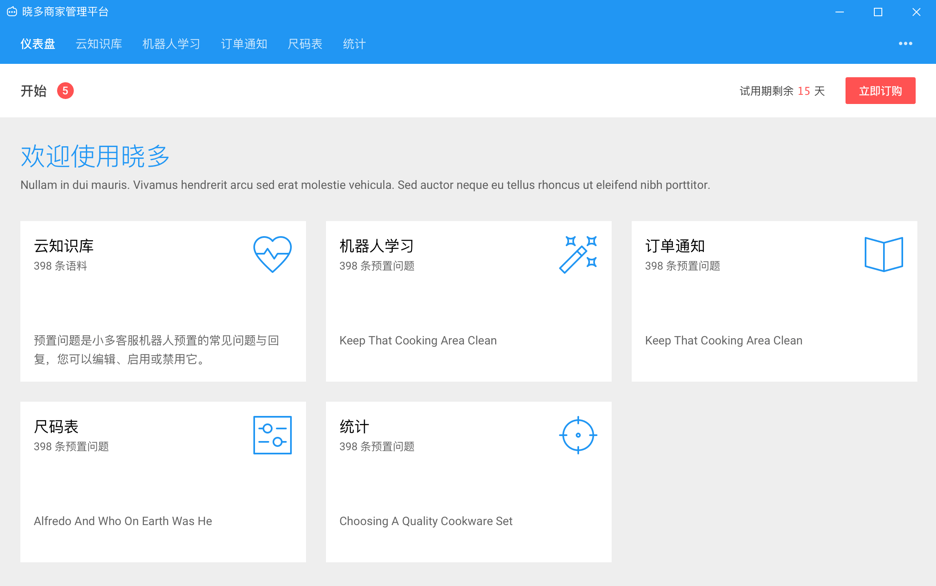 晓多商家管理平台
仪表盘 云知识库 机器人学习 订单通知 尺码表 统计
开始 5 试用期剩余 15 天 立即订购
欢迎使用晓多
Nullam in dui mauris. Vivamus hendrerit arcu sed erat molestie vehicula. Sed auctor neque eu tellus rhoncus ut eleifend nibh porttitor.
云知识库
398 条语料
预置问题是小多客服机器人预置的常见问题与回
复，您可以编辑、启用或禁用它。
机器人学习
398 条预置问题
Keep That Cooking Area Clean
订单通知
398 条预置问题
Keep That Cooking Area Clean
尺码表
398 条预置问题
Alfredo And Who On Earth Was He
统计
398 条预置问题
Choosing A Quality Cookware Set